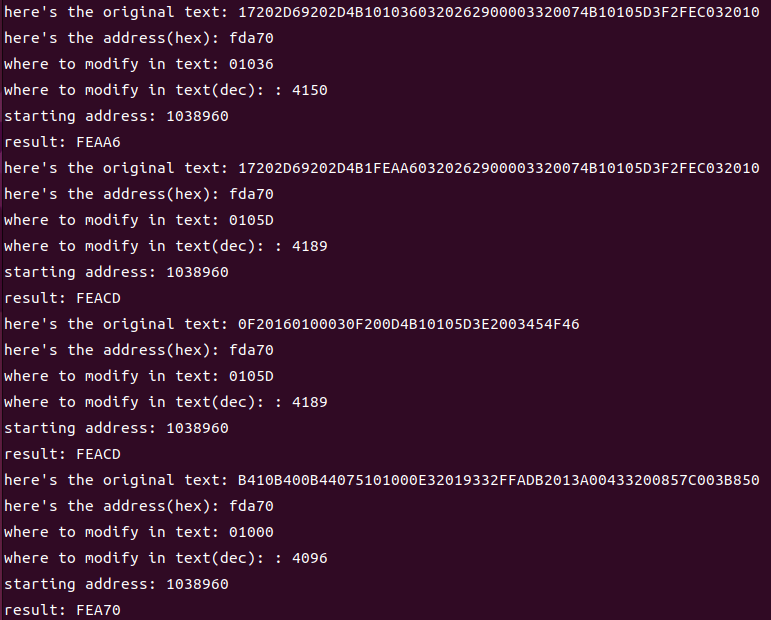 here's the original text: 17202D69202D4B1010360320262900003320074B10105D3F2FEC032010
here's the address(hex): fda70
where to modify in text: 01036
where to modify in text(dec): : 4150
starting address: 1038960
result: FEAA6
here's the original text: 17202D69202D4B1FEAA60320262900003320074B10105D3F2FEC032010
here's the address(hex): fda70
where to modify in text: 0105D
where to modify in text(dec): : 4189
starting address: 1038960
result: FEACD
here's the original text: 0F20160100030F200D4B10105D3E2003454F46
here's the address(hex): fda70
where to modify in text: 0105D
where to modify in text(dec): : 4189
starting address: 1038960
result: FEACD
here's the original text: B410B400B44075101000E32019332FFADB2013A00433200857C003B850
here's the address(hex): fda70
where to modify in text: 01000
where to modify in text(dec): : 4096
starting address: 1038960
result: FEA70